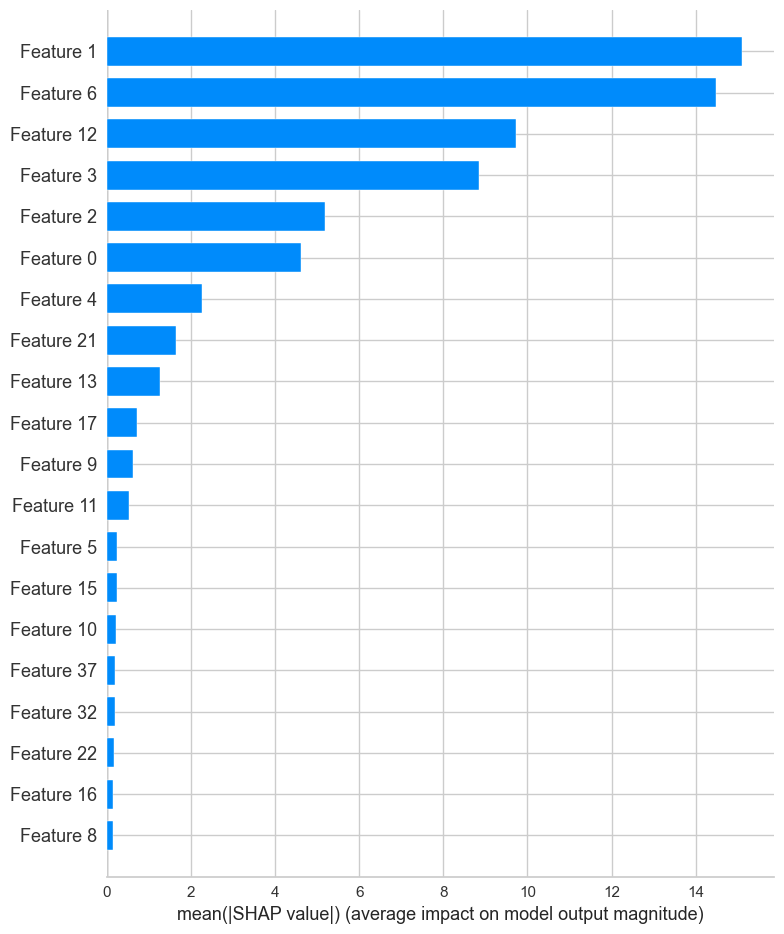 Feature 1
Feature 6
Feature 12
Feature 3
Feature 2
Feature 0
Feature 4
Feature 21
Feature 13
Feature 17
Feature 9
Feature 11
Feature 5
Feature 15
Feature 10
Feature 37
Feature 32
Feature 22
Feature 16
Feature 8
0 2 4 6 8 10 12 14
mean(|SHAP value|) (average impact on model output magnitude)